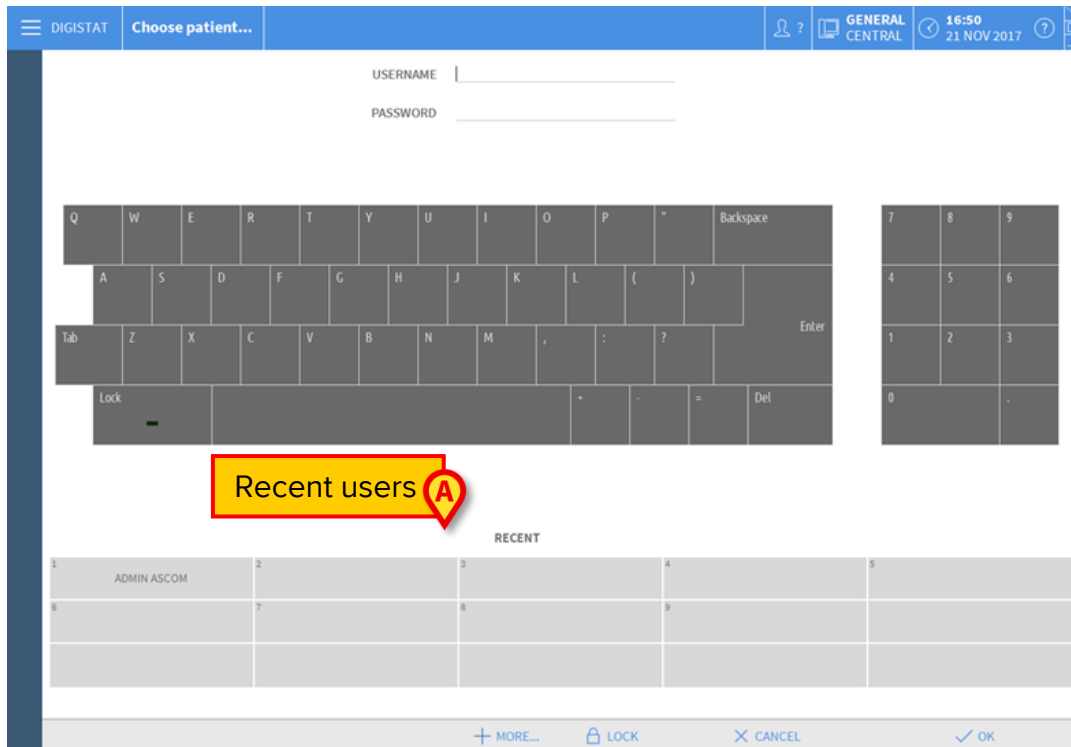 DIGISTAT Choose patient... ? GENERAL CENTRAL 16:50 21 NOV 2017 ?
USERNAME
PASSWORD
Q W E R T Y U I O P " Backspace 7 8 9
A S D F G H J K L ( ) 4 5 6
Enter
Tab Z X C V B N M , : ? 1 2 3
Lock + - = Del 0 .
Recent users A
RECENT
1 ADMIN ASCOM 2 3 4 5
6 7 8 9
MORE... LOCK CANCEL OK